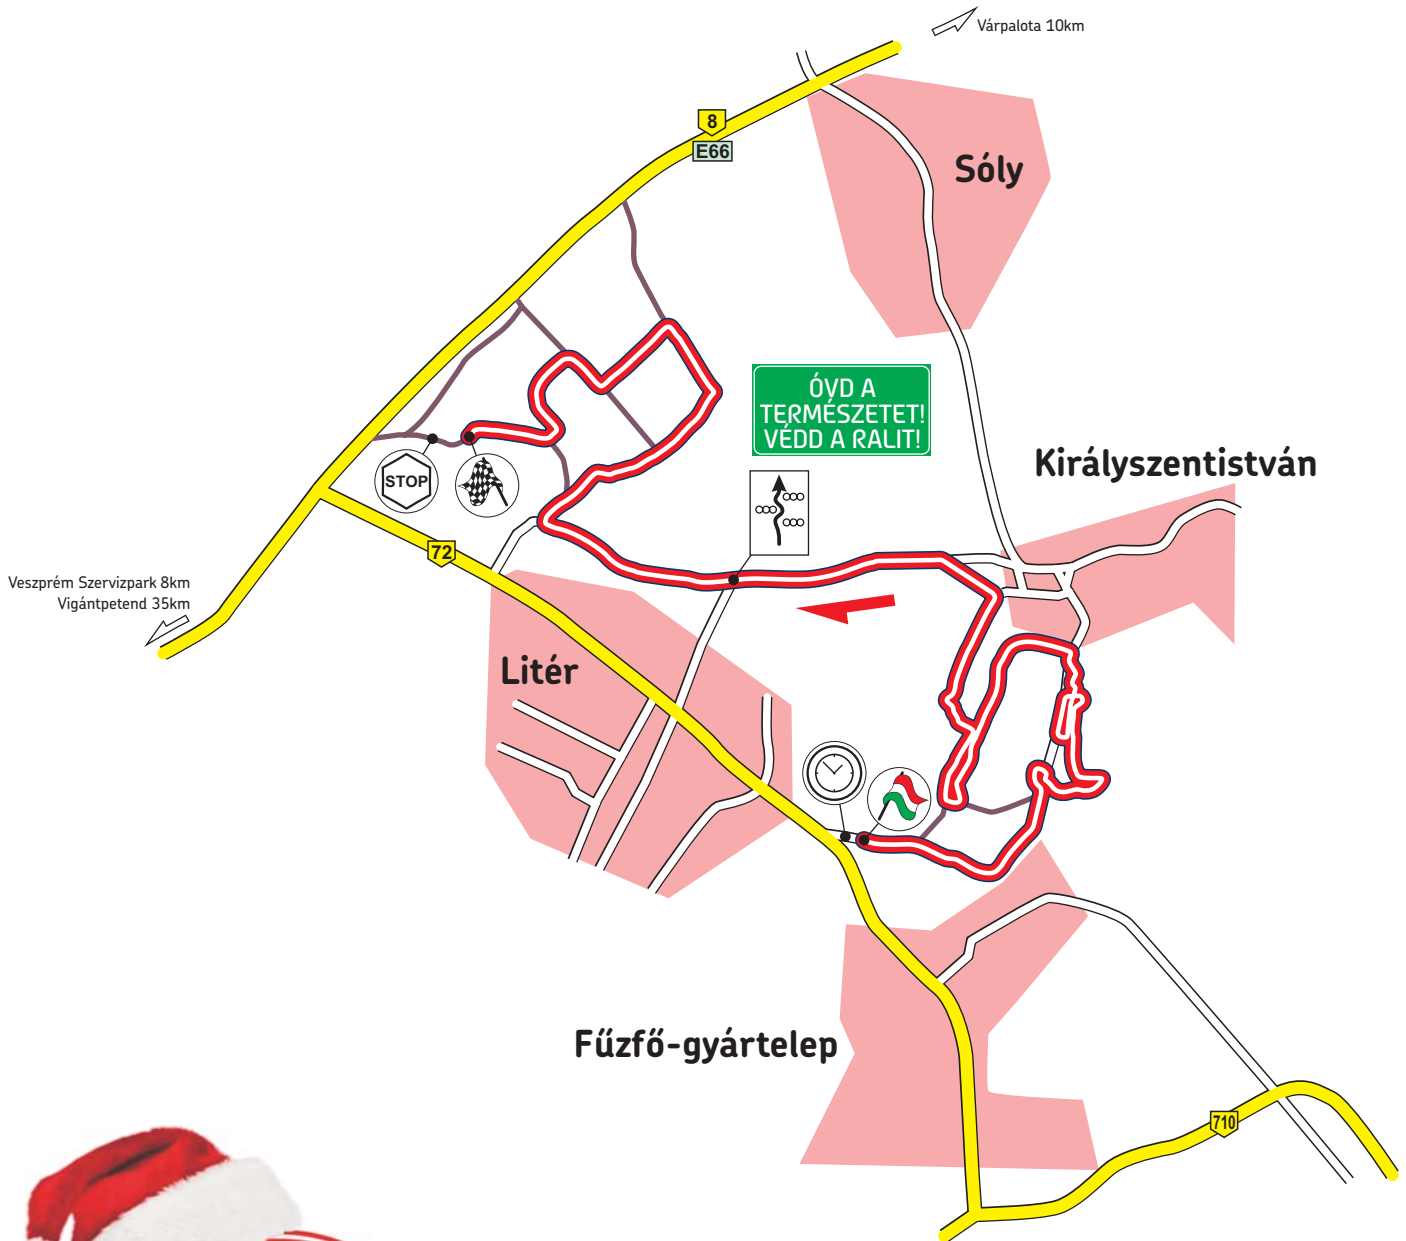 Várpalota 10km
8
E66
Sóly
ÓVD A
TERMÉSZETET!
VÉDD A RALIT!
Királyszentistván
STOP
72
Veszprém Szervizpark 8km
Vigántpetend 35km
Litér
Fűzfő-gyártelep
710